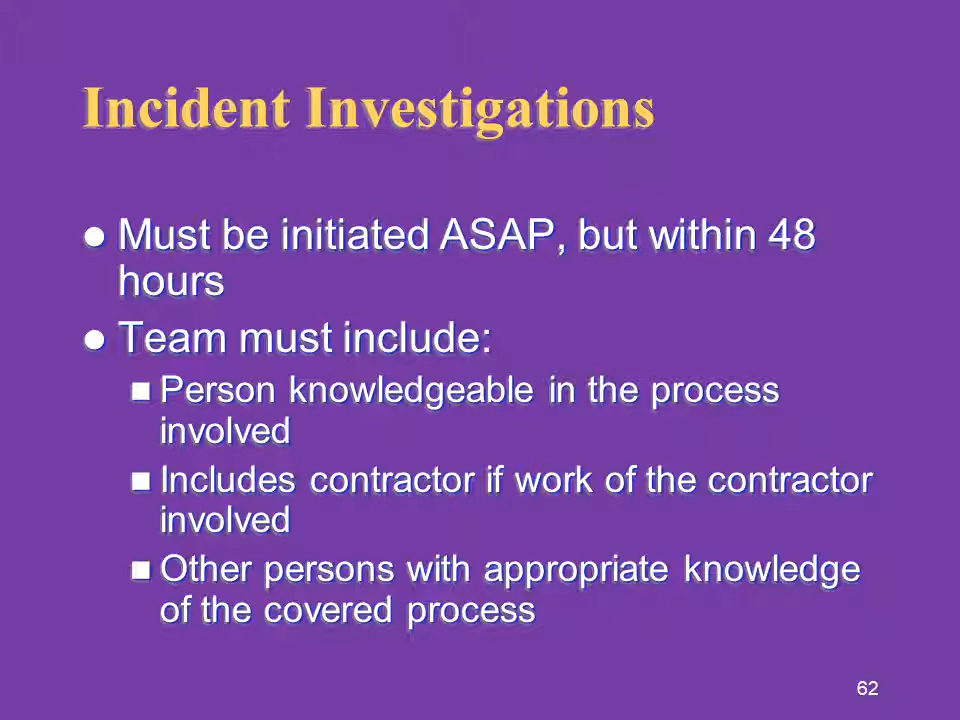 Incident Investigations
● Must be initiated ASAP, but within 48
hours
● Team must include:
■ Person knowledgeable in the process
involved
■ Includes contractor if work of the contractor
involved
■ Other persons with appropriate knowledge
of the covered process
62